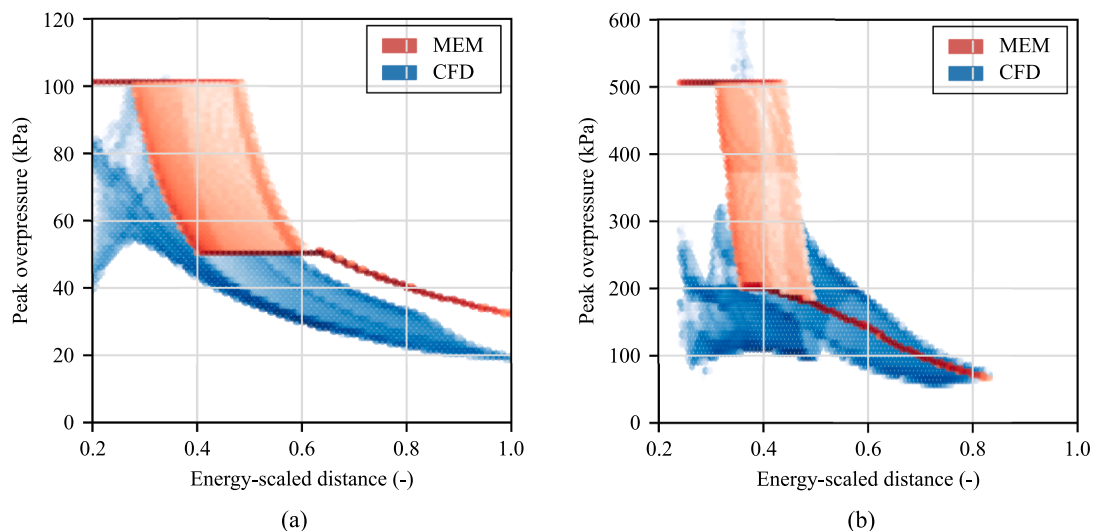 120
100
80
60
40
20
0
Peak overpressure (kPa)
MEM
CFD
0.2 0.4 0.6 0.8 1.0
Energy-scaled distance (-)
(a)
600
500
400
300
200
100
0
Peak overpressure (kPa)
MEM
CFD
0.2 0.4 0.6 0.8 1.0
Energy-scaled distance (-)
(b)